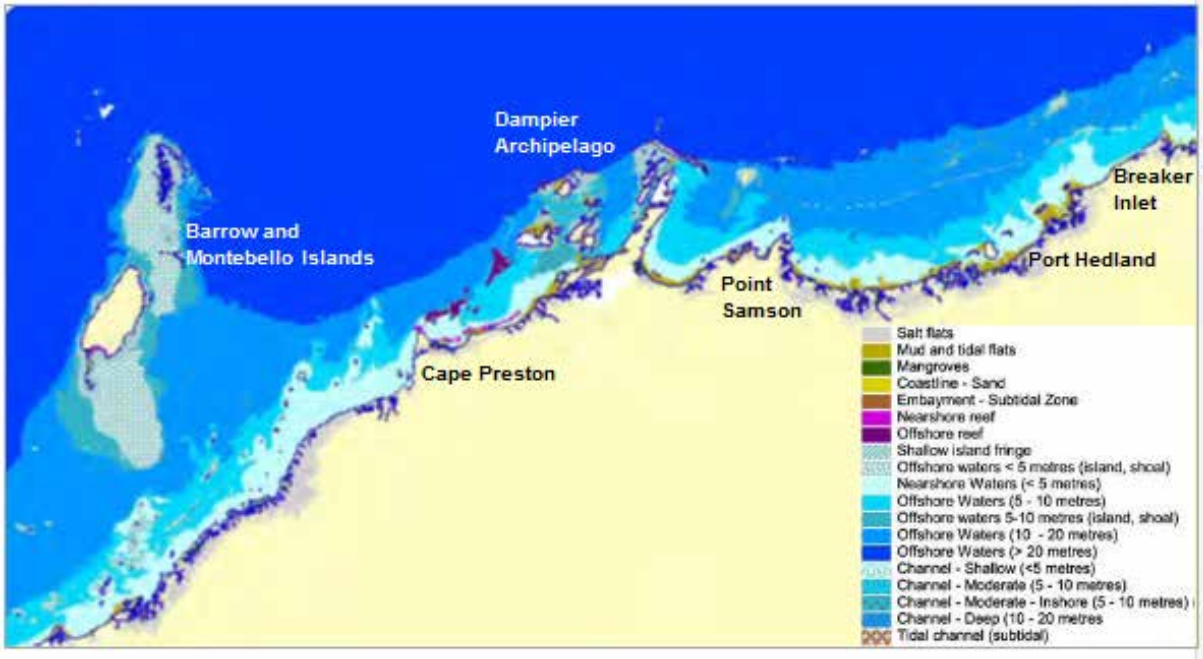 Dampier
Archipelago
Breaker
Inlet
Barrow and
Montebello Islands
Port Hedland
Point
Samson
Cape Preston
Salt flats
Mud and tidal flats
Mangroves
Coastline - Sand
Embayment - Subtidal Zone
Nearshore reef
Offshore reef
Shallow island fringe
Offshore waters < 5 metres (island, shoal)
Nearshore Waters (< 5 metres)
Offshore Waters (5 - 10 metres)
Offshore waters 5-10 metres (island, shoal)
Offshore Waters (10 - 20 metres)
Offshore Waters (> 20 metres)
Channel - Shallow (<5 metres)
Channel - Moderate (5 - 10 metres)
Channel - Moderate - Inshore (5 - 10 metres) (
Channel - Deep (10 - 20 metres
Tidal channel (subtidal)